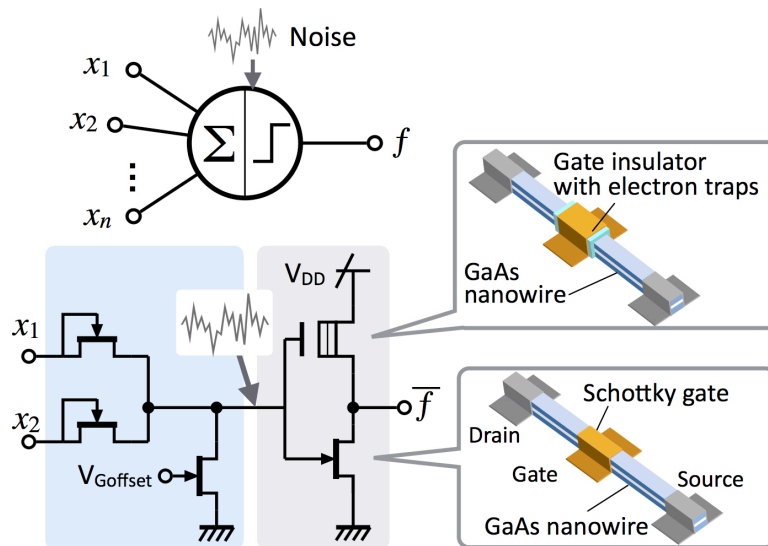 Noise
x1
x2
⋮
xn
Σ
f
Gate insulator
with electron traps
GaAs
nanowire
VDD
x1
x2
VGoffset
f̅
Schottky gate
Drain
Gate
Source
GaAs nanowire